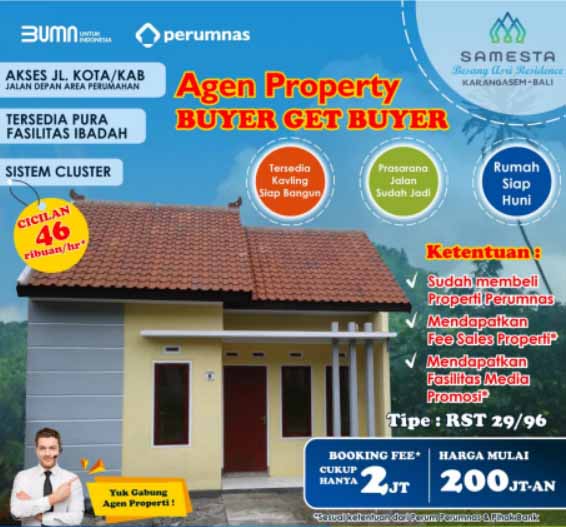 BUMN UNTUK INDONESIA
perumnas
SAMESTA
Besang Asri Residence
KARANGASEM-BALI
AKSES JL. KOTA/KAB
JALAN DEPAN AREA PERUMAHAN
TERSEDIA PURA
FASILITAS IBADAH
SISTEM CLUSTER
Agen Property
BUYER GET BUYER
Tersedia
Kavling
Siap Bangun
Prasarana
Jalan
Sudah Jadi
Rumah
Siap
Huni
CICILAN
46
ribuan/hr*
Ketentuan :
Sudah membeli
Properti Perumnas
Mendapatkan
Fee Sales Properti*
Mendapatkan
Fasilitas Media
Promosi*
Tipe : RST 29/96
Yuk Gabung
Agen Properti !
BOOKING FEE*
CUKUP
HANYA 2JT
HARGA MULAI
200JT-AN
*Sesuai ketentuan dari Perum Perumnas & Pihak Bank